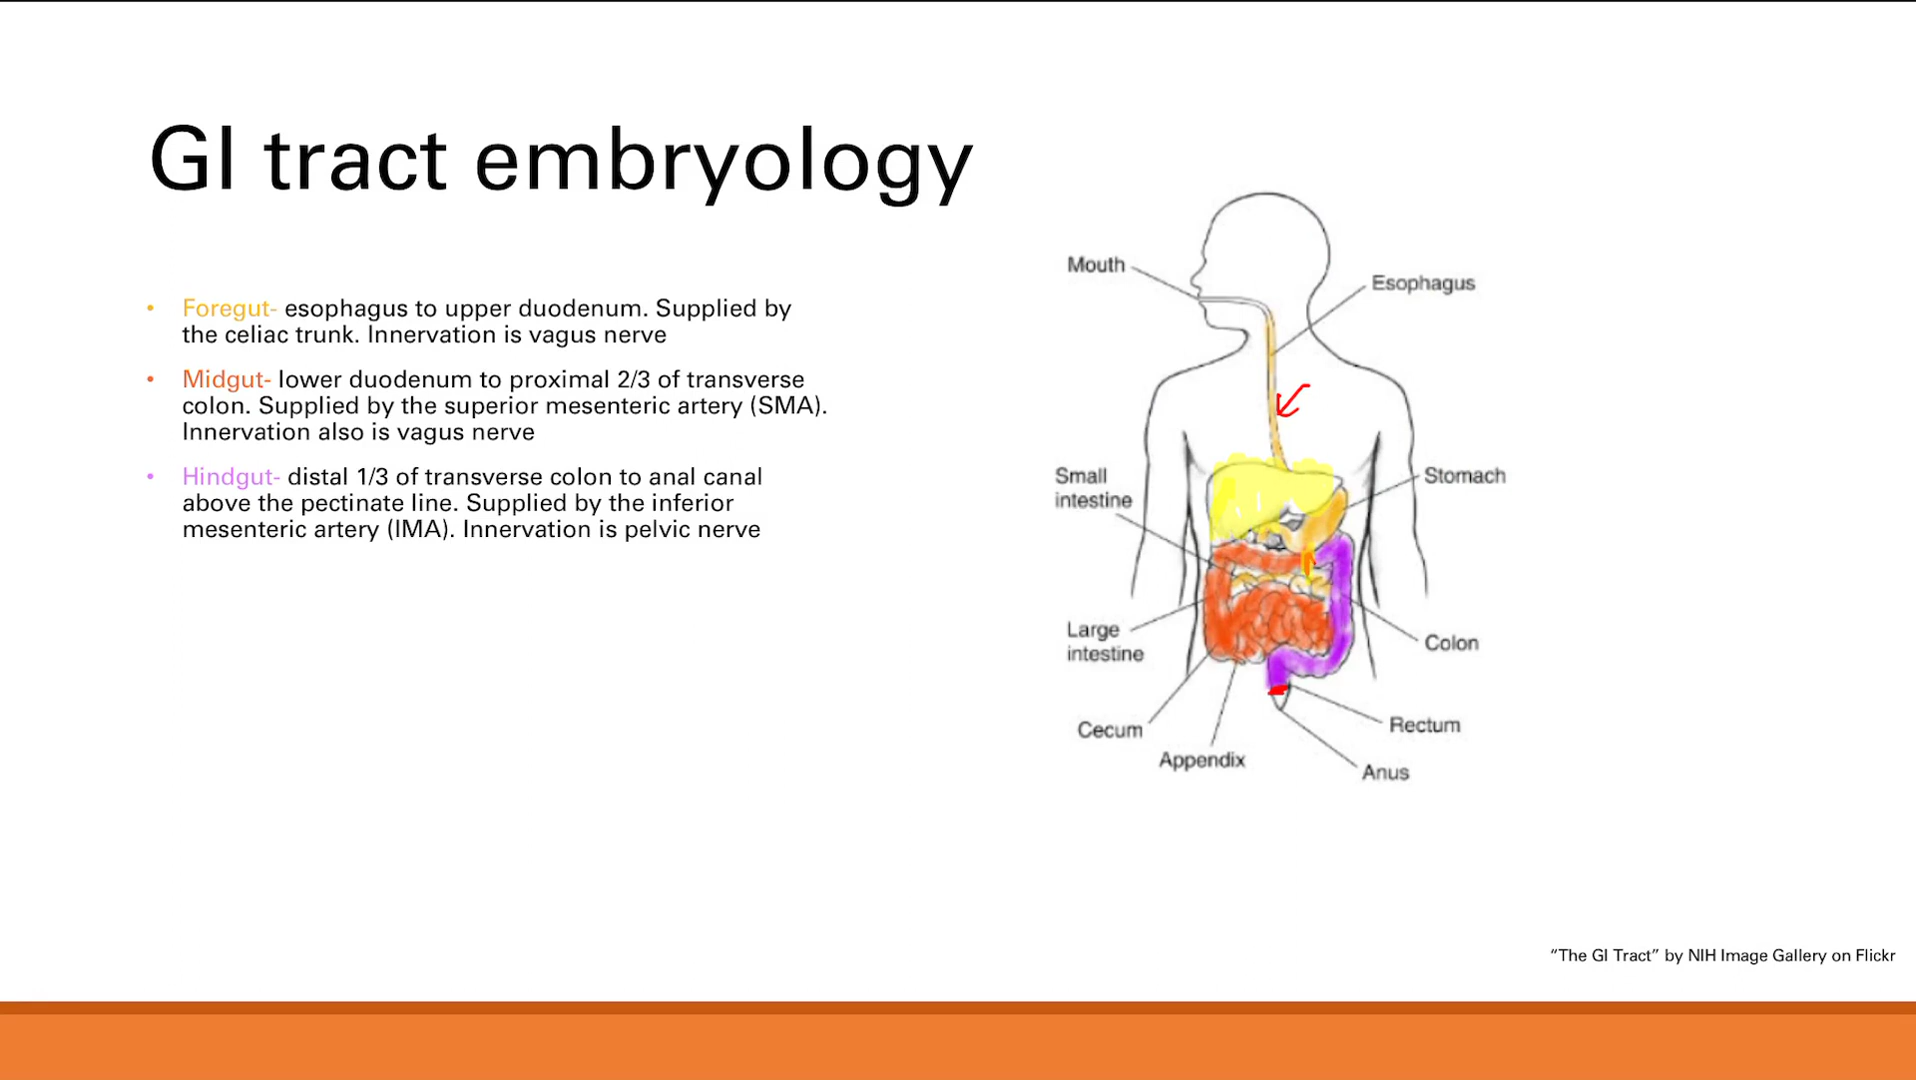 GI tract embryology
• Foregut- esophagus to upper duodenum. Supplied by
the celiac trunk. Innervation is vagus nerve
• Midgut- lower duodenum to proximal 2/3 of transverse
colon. Supplied by the superior mesenteric artery (SMA).
Innervation also is vagus nerve
• Hindgut- distal 1/3 of transverse colon to anal canal
above the pectinate line. Supplied by the inferior
mesenteric artery (IMA). Innervation is pelvic nerve
Mouth
Esophagus
Small
intestine
Stomach
Large
intestine
Colon
Cecum
Rectum
Appendix
Anus
“The GI Tract” by NIH Image Gallery on Flickr